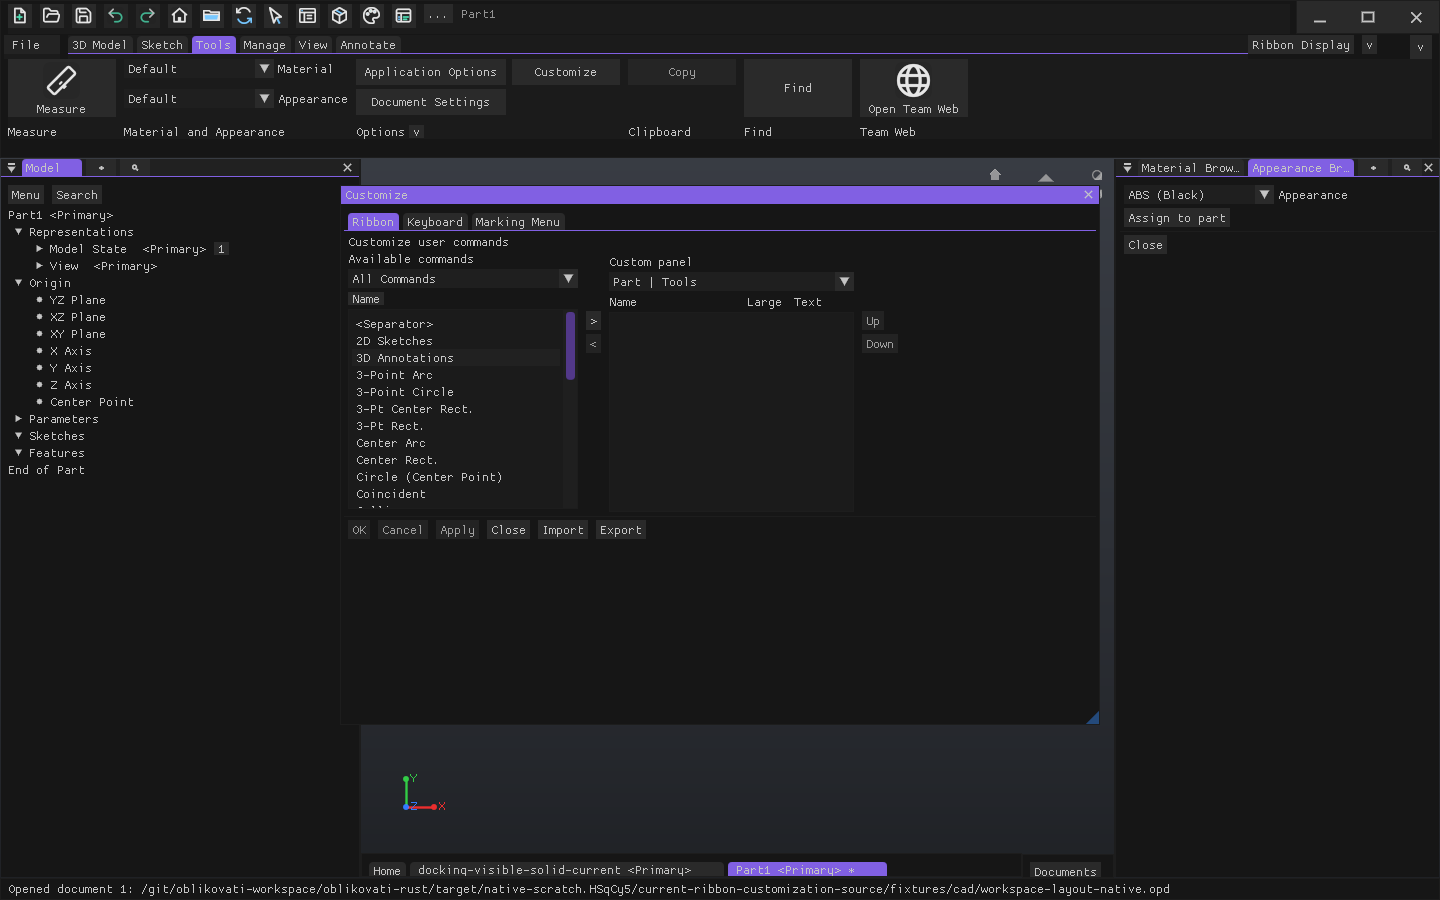 ... Part1
File 3D Model Sketch Tools Manage View Annotate Ribbon Display v v
Default Material Application Options Customize Copy Find
Measure Default Appearance Document Settings Open Team Web
Measure Material and Appearance Options v Clipboard Find Team Web
Model
Material Brow… Appearance Br…
Menu Search
Part1 <Primary>
Representations
Model State <Primary> 1
View <Primary>
Origin
YZ Plane
XZ Plane
XY Plane
X Axis
Y Axis
Z Axis
Center Point
Parameters
Sketches
Features
End of Part
Customize
Ribbon Keyboard Marking Menu
Customize user commands
Available commands
All Commands
Name
<Separator>
2D Sketches
3D Annotations
3-Point Arc
3-Point Circle
3-Pt Center Rect.
3-Pt Rect.
Center Arc
Center Rect.
Circle (Center Point)
Coincident
>
<
Custom panel
Part | Tools
Name Large Text
Up
Down
OK Cancel Apply Close Import Export
ABS (Black) Appearance
Assign to part
Close
Y
Z X
Home docking-visible-solid-current <Primary> Part1 <Primary> * Documents
Opened document 1: /git/oblikovati-workspace/oblikovati-rust/target/native-scratch.HSqCy5/current-ribbon-customization-source/fixtures/cad/workspace-layout-native.opd